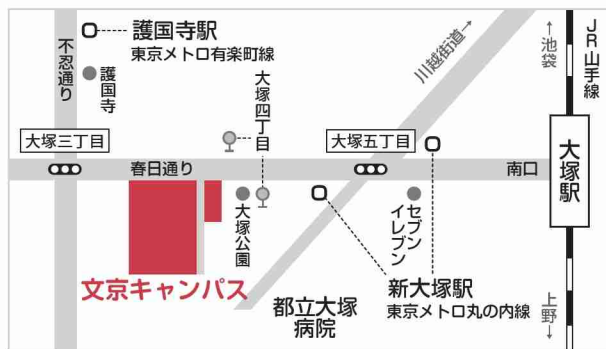 護国寺駅
東京メトロ有楽町線
不忍通り
護国寺
大塚三丁目
春日通り
大塚四丁目
大塚公園
文京キャンパス
川越街道→
大塚五丁目
セブン
イレブン
都立大塚
病院
新大塚駅
東京メトロ丸の内線
南口
←池袋
JR山手線
大塚駅
上野→